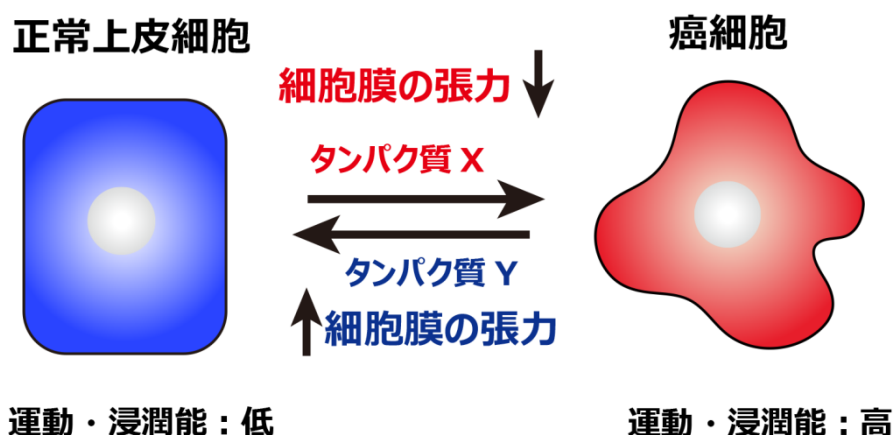 正常上皮細胞
癌細胞
細胞膜の張力
タンパク質 X
タンパク質 Y
細胞膜の張力
運動・浸潤能：低
運動・浸潤能：高